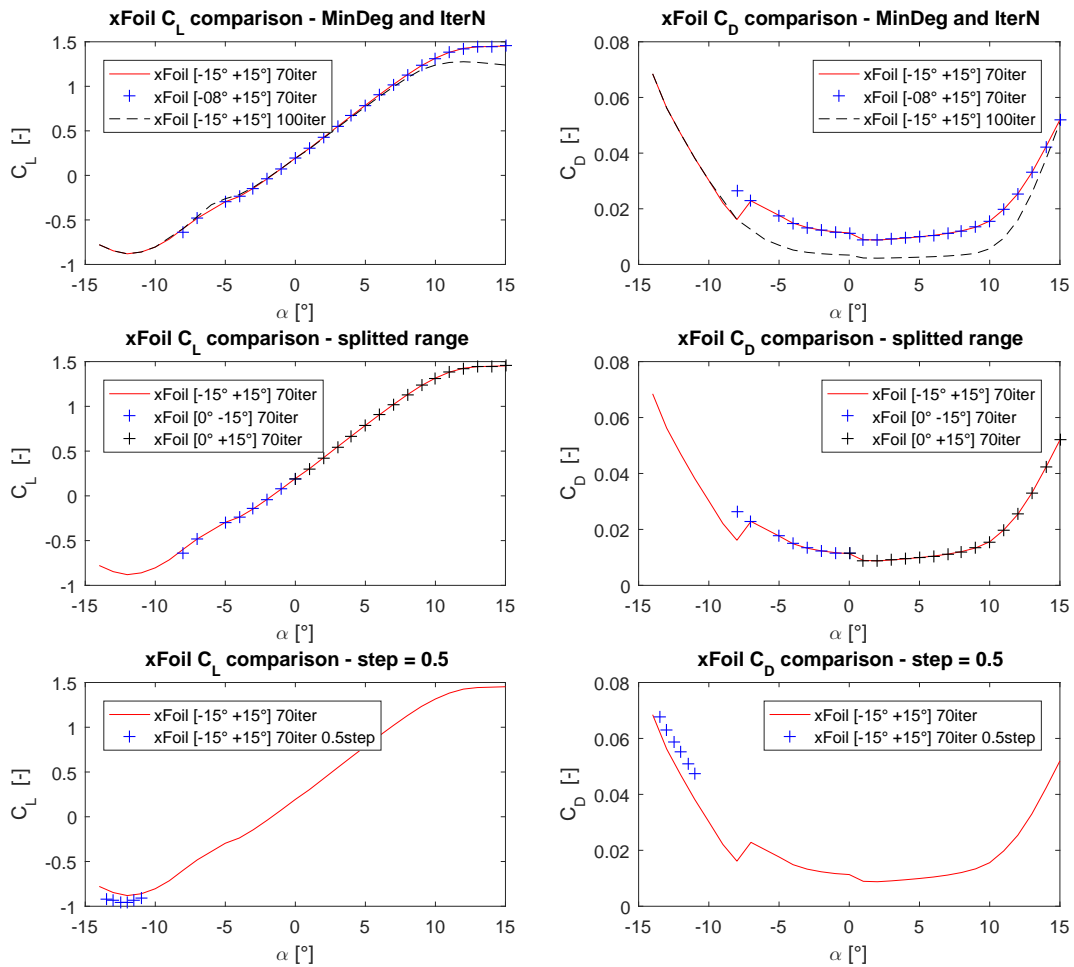 xFoil C_L comparison - MinDeg and IterN
1.5
1
0.5
0
-0.5
-1
C_L [-]
xFoil [-15° +15°] 70iter
xFoil [-08° +15°] 70iter
xFoil [-15° +15°] 100iter
-15 -10 -5 0 5 10 15
α [°]
xFoil C_D comparison - MinDeg and IterN
0.08
0.06
0.04
0.02
0
C_D [-]
xFoil [-15° +15°] 70iter
xFoil [-08° +15°] 70iter
xFoil [-15° +15°] 100iter
-15 -10 -5 0 5 10 15
α [°]
xFoil C_L comparison - splitted range
1.5
1
0.5
0
-0.5
-1
C_L [-]
xFoil [-15° +15°] 70iter
xFoil [0° -15°] 70iter
xFoil [0° +15°] 70iter
-15 -10 -5 0 5 10 15
α [°]
xFoil C_D comparison - splitted range
0.08
0.06
0.04
0.02
0
C_D [-]
xFoil [-15° +15°] 70iter
xFoil [0° -15°] 70iter
xFoil [0° +15°] 70iter
-15 -10 -5 0 5 10 15
α [°]
xFoil C_L comparison - step = 0.5
1.5
1
0.5
0
-0.5
-1
C_L [-]
xFoil [-15° +15°] 70iter
xFoil [-15° +15°] 70iter 0.5step
-15 -10 -5 0 5 10 15
α [°]
xFoil C_D comparison - step = 0.5
0.08
0.06
0.04
0.02
0
C_D [-]
xFoil [-15° +15°] 70iter
xFoil [-15° +15°] 70iter 0.5step
-15 -10 -5 0 5 10 15
α [°]